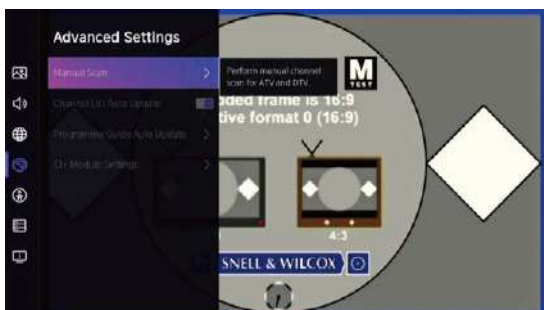 Advanced Settings
Manual Scan
Perform manual channel
scan for ATV and DTV.
Channel List Auto Update
Programme Guide Auto Update
CI+ Module Settings
M
TEST
oded frame is 16:9
tive format 0 (16:9)
4:3
SNELL & WILCOX